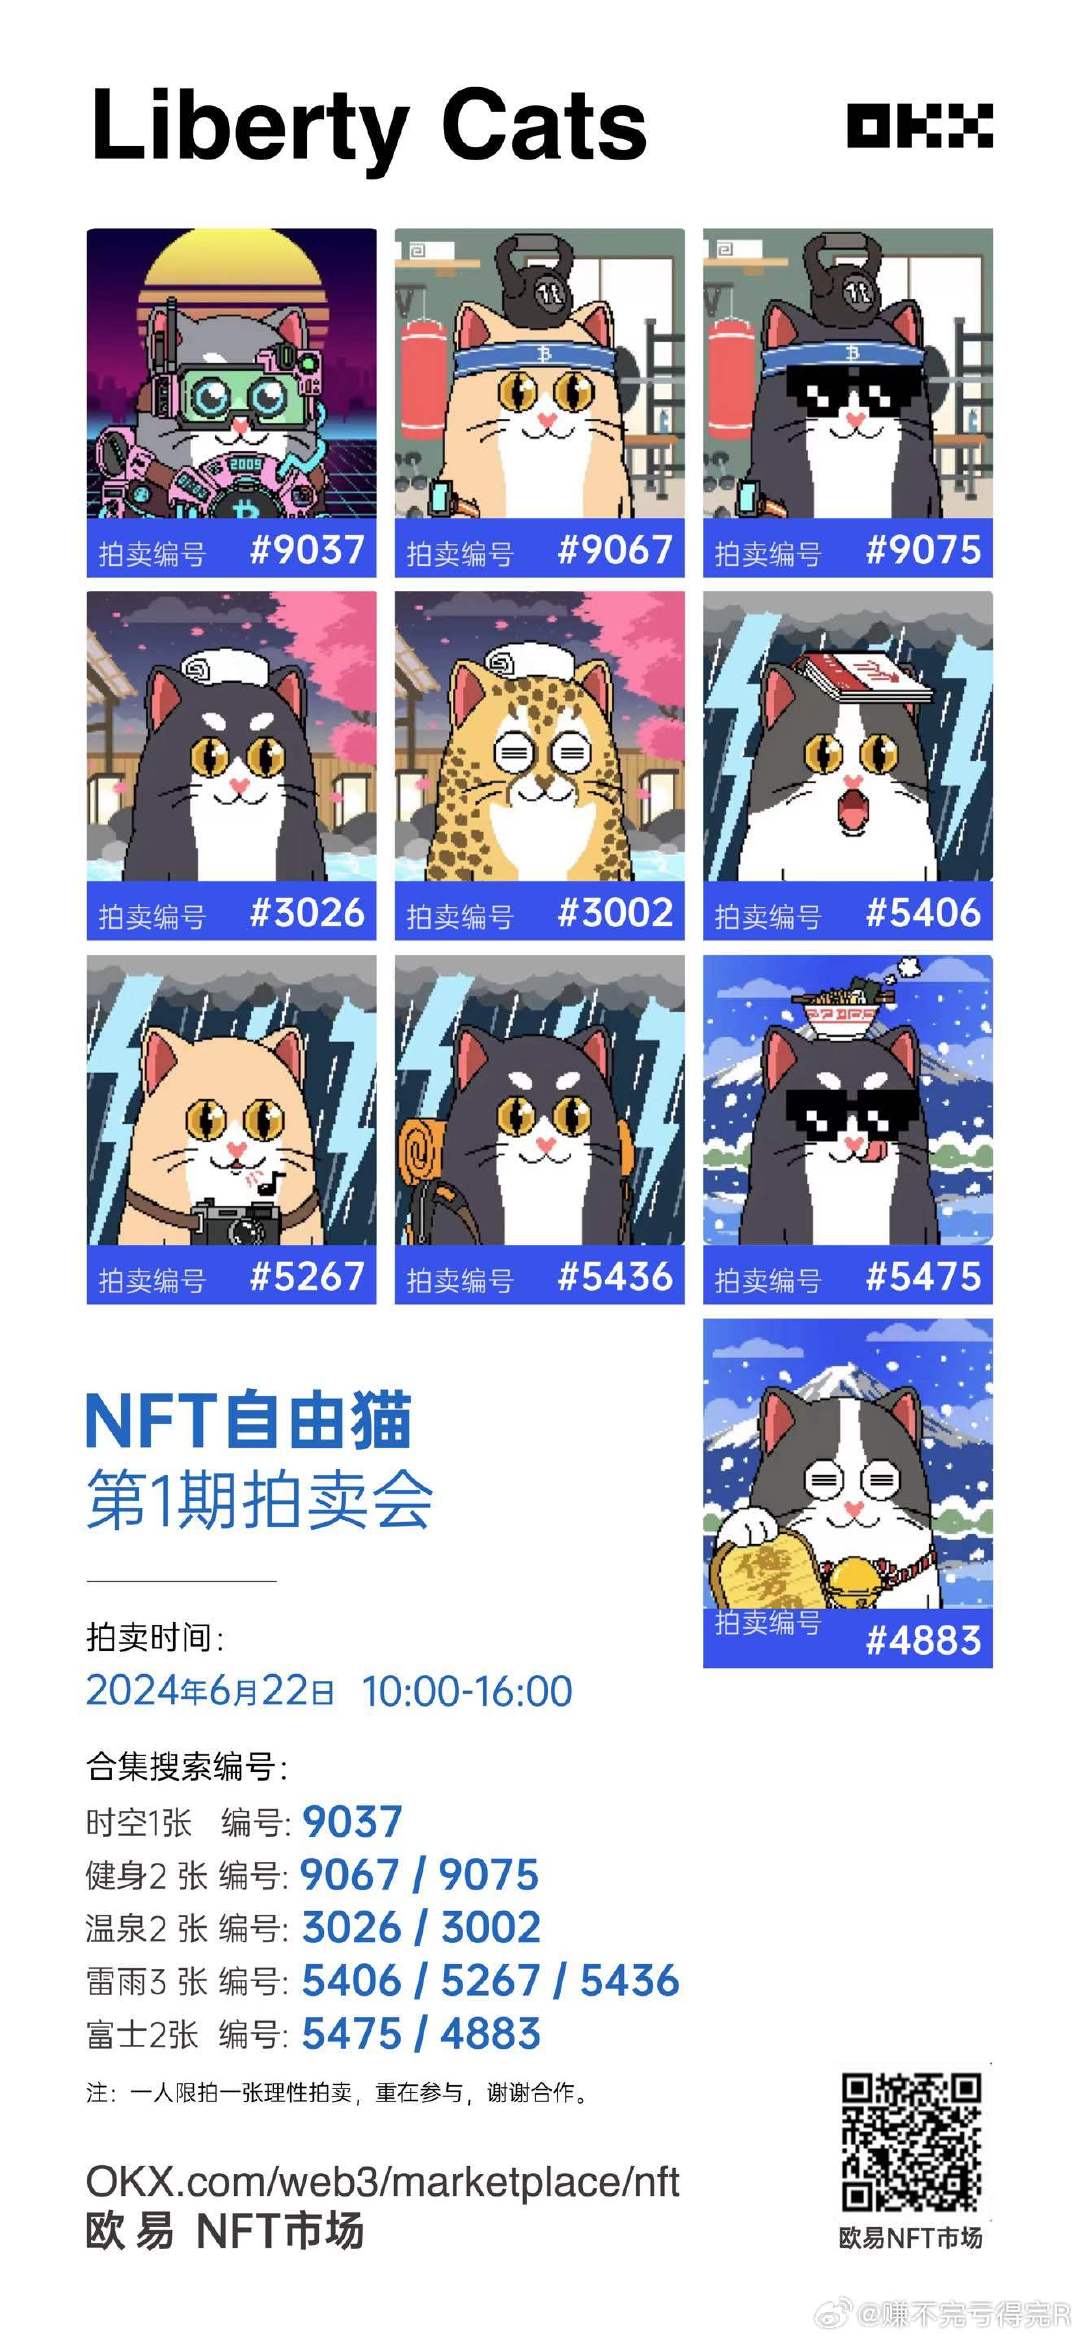 Liberty Cats
OKX
2009
拍卖编号 #9037
拍卖编号 #9067
拍卖编号 #9075
拍卖编号 #3026
拍卖编号 #3002
拍卖编号 #5406
拍卖编号 #5267
拍卖编号 #5436
拍卖编号 #5475
拍卖编号 #4883
NFT自由猫
第1期拍卖会
拍卖时间：
2024年6月22日 10:00-16:00
合集搜索编号：
时空1张 编号: 9037
健身2 张 编号: 9067 / 9075
温泉2 张 编号: 3026 / 3002
雷雨3 张 编号: 5406 / 5267 / 5436
富士2张 编号: 5475 / 4883
注：一人限拍一张理性拍卖，重在参与，谢谢合作。
OKX.com/web3/marketplace/nft
欧易 NFT市场
欧易NFT市场
@赚不完亏得完R